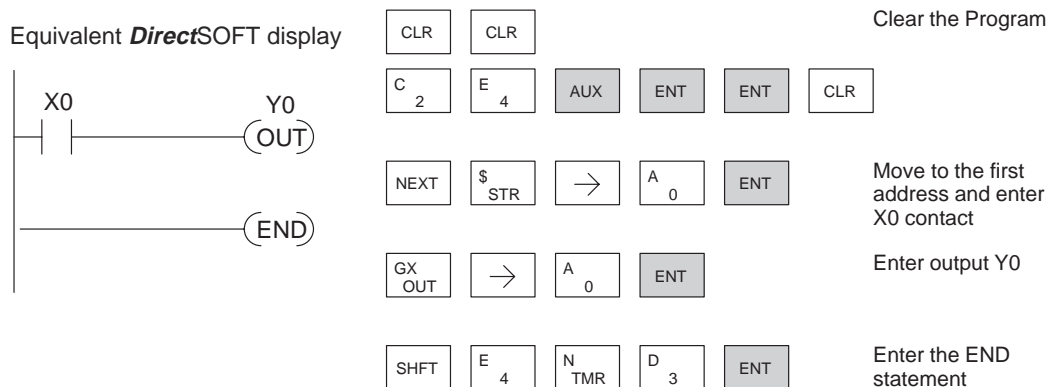 Equivalent DirectSOFT display
X0 Y0
OUT
END
CLR CLR Clear the Program
C 2 E 4 AUX ENT ENT CLR
NEXT $ STR → A 0 ENT
Move to the first
address and enter
X0 contact
GX OUT → A 0 ENT Enter output Y0
SHFT E 4 N TMR D 3 ENT
Enter the END
statement